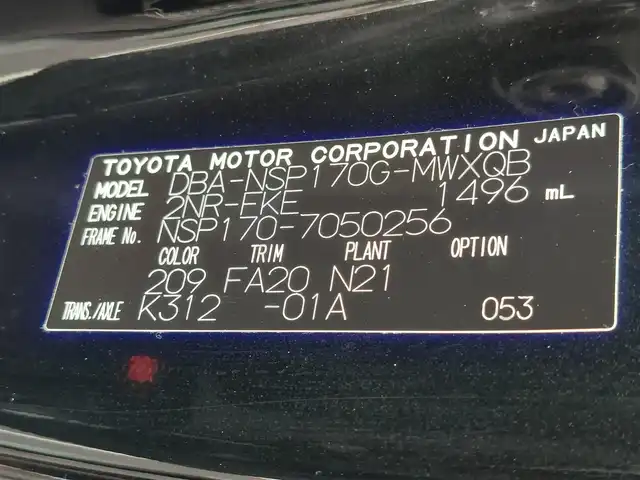 TOYOTA MOTOR CORPORATION JAPAN
MODEL DBA-NSP170G-MWXQB
ENGINE 2NR-FKE 1496 mL
FRAME No. NSP170-7050256
COLOR TRIM PLANT OPTION
209 FA20 N21
TRANS./AXLE K312 -01A 053